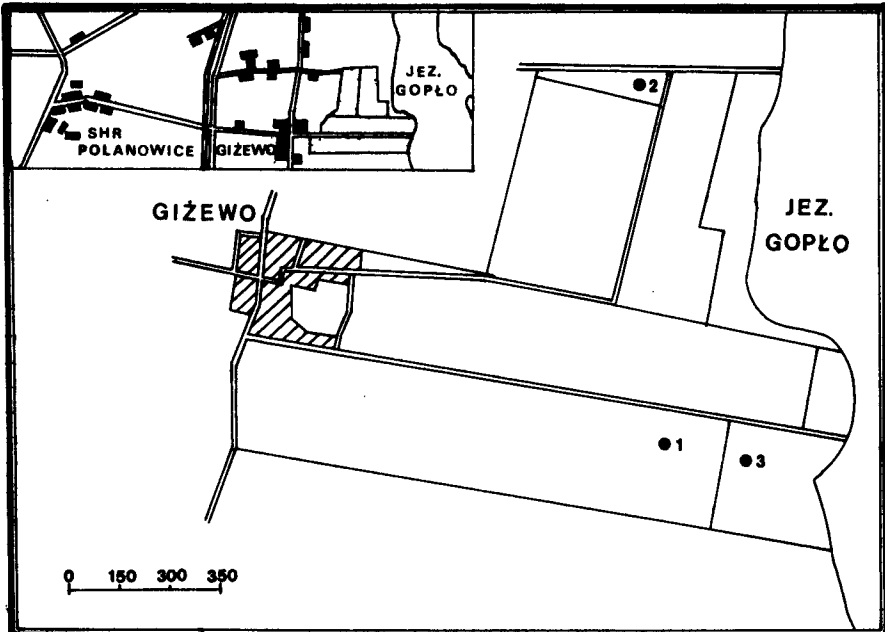 JEZ.
GOPŁO
SHR
POLANOWICE
GIŻEWO
GIŻEWO
JEZ.
GOPŁO
2
1
3
0 150 300 350